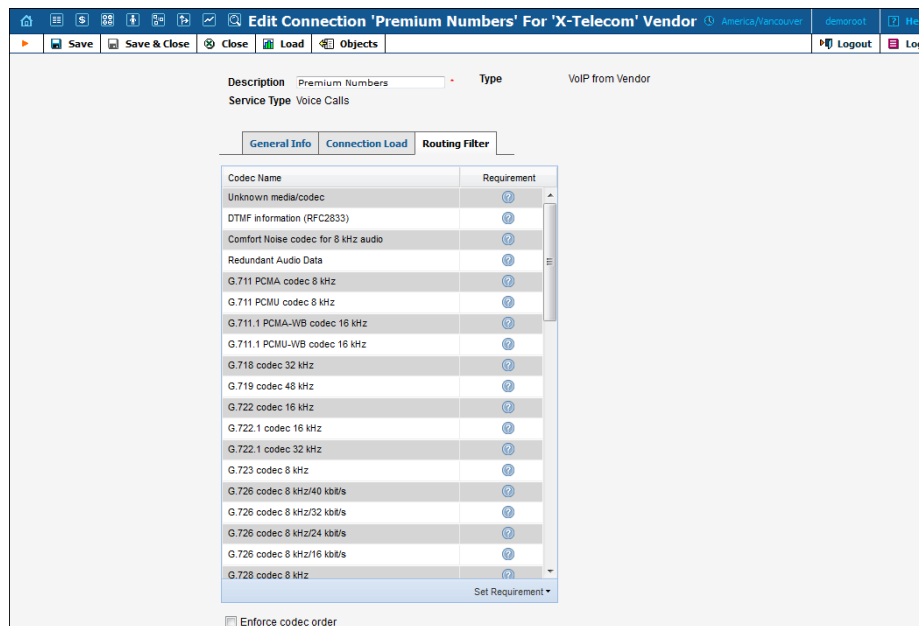 Edit Connection 'Premium Numbers' For 'X-Telecom' Vendor America/Vancouver demoroot ? He
Save Save & Close Close Load Objects Logout Lo
Description Premium Numbers * Type VoIP from Vendor
Service Type Voice Calls
General Info Connection Load Routing Filter
Codec Name Requirement
Unknown media/codec ?
DTMF information (RFC2833) ?
Comfort Noise codec for 8 kHz audio ?
Redundant Audio Data ?
G.711 PCMA codec 8 kHz ?
G.711 PCMU codec 8 kHz ?
G.711.1 PCMA-WB codec 16 kHz ?
G.711.1 PCMU-WB codec 16 kHz ?
G.718 codec 32 kHz ?
G.719 codec 48 kHz ?
G.722 codec 16 kHz ?
G.722.1 codec 16 kHz ?
G.722.1 codec 32 kHz ?
G.723 codec 8 kHz ?
G.726 codec 8 kHz/40 kbit/s ?
G.726 codec 8 kHz/32 kbit/s ?
G.726 codec 8 kHz/24 kbit/s ?
G.726 codec 8 kHz/16 kbit/s ?
G.728 codec 8 kHz ?
Set Requirement
Enforce codec order